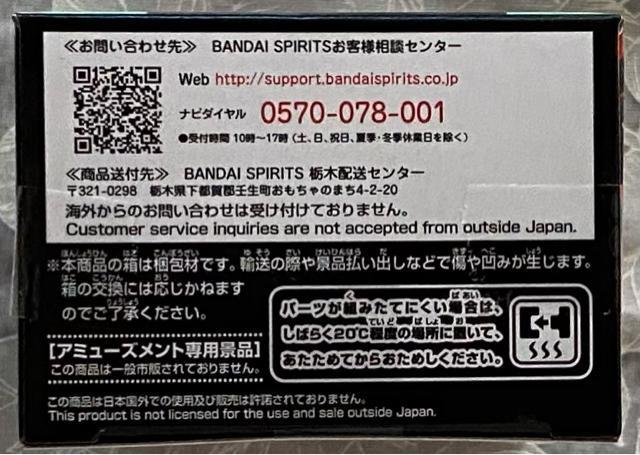 ≪お問い合わせ先≫ BANDAI SPIRITSお客様相談センター
Web http://support.bandaispirits.co.jp
ナビダイヤル 0570-078-001
●受付時間 10時〜17時(土、日、祝日、夏季・冬季休業日を除く)
≪商品送付先≫ BANDAI SPIRITS 栃木配送センター
〒321-0298 栃木県下都賀郡壬生町おもちゃのまち4-2-20
海外からのお問い合わせは受け付けておりません。
Customer service inquiries are not accepted from outside Japan.
※本商品の箱は梱包材です。輸送の際や景品払い出しなどで傷や凹みが生じます。
箱の交換には応じかねます
のでご了承ください。
【アミューズメント専用景品】
この商品は一般市販されておりません。
パーツが組みたてにくい場合は、
しばらく20℃程度の場所に置いて、
あたためてからおためしください。
この商品は日本国外での使用及び販売は許諾されておりません。
This product is not licensed for the use and sale outside Japan.